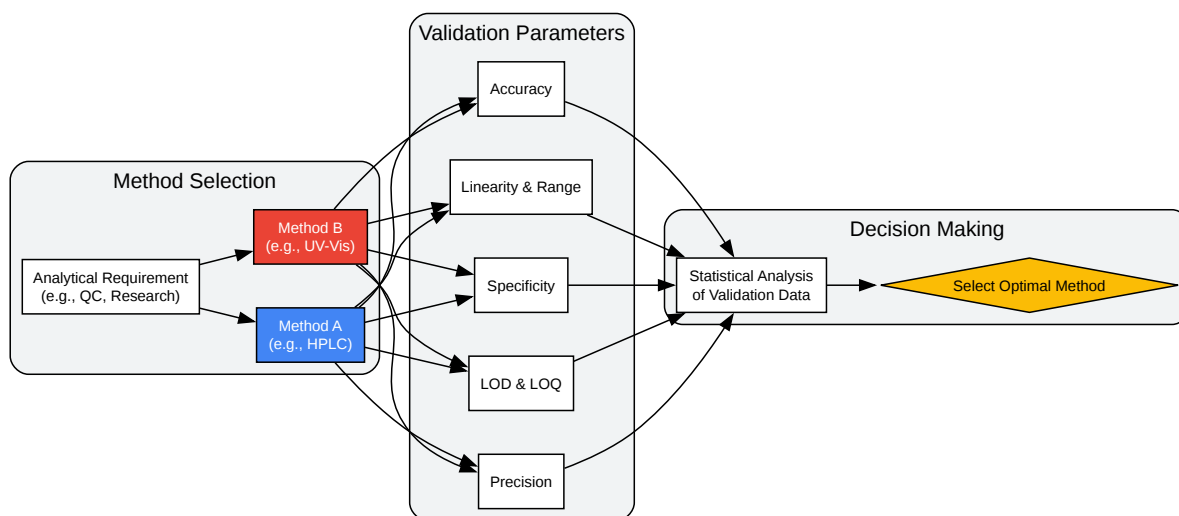 Method Selection
Analytical Requirement
(e.g., QC, Research)
Method B
(e.g., UV-Vis)
Method A
(e.g., HPLC)
Validation Parameters
Accuracy
Linearity & Range
Specificity
LOD & LOQ
Precision
Decision Making
Statistical Analysis
of Validation Data
Select Optimal Method